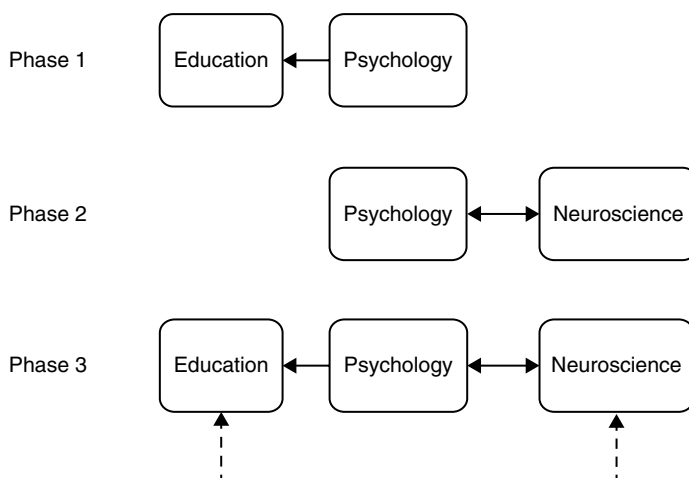 Phase 1 Education Psychology
Phase 2 Psychology Neuroscience
Phase 3 Education Psychology Neuroscience